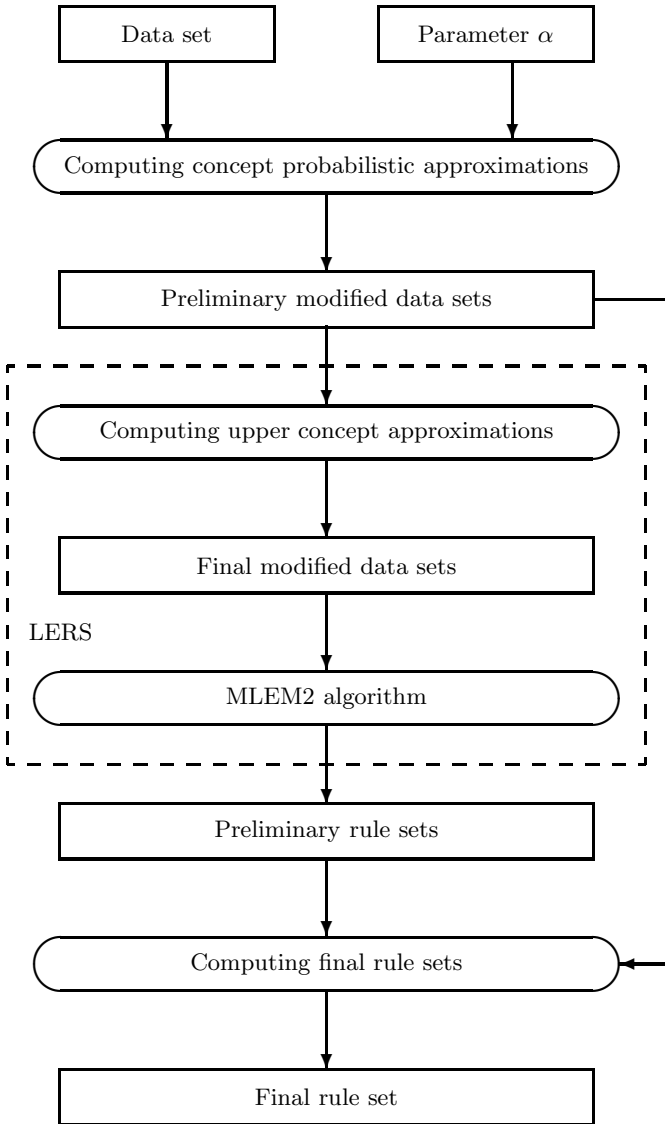 Data set
Parameter α
Computing concept probabilistic approximations
Preliminary modified data sets
Computing upper concept approximations
Final modified data sets
LERS
MLEM2 algorithm
Preliminary rule sets
Computing final rule sets
Final rule set